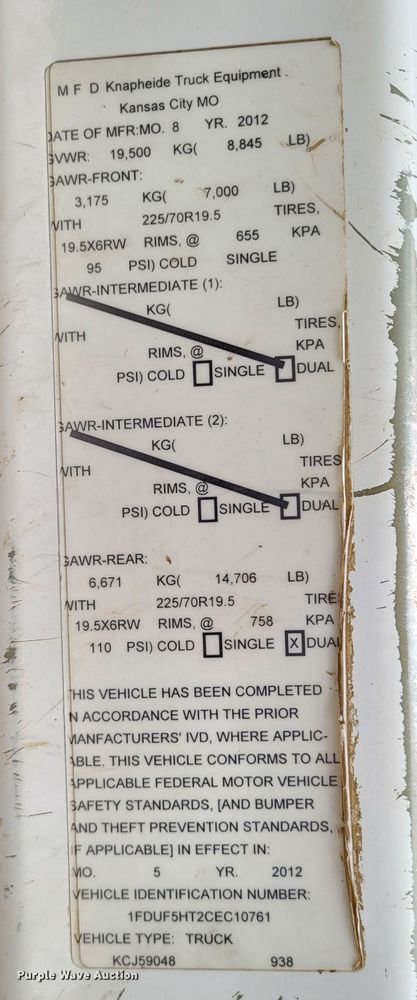 M F D Knapheide Truck Equipment
Kansas City MO
DATE OF MFR:MO. 8 YR. 2012
GVWR: 19,500 KG( 8,845 LB)
GAWR-FRONT:
3,175 KG( 7,000 LB)
WITH 225/70R19.5 TIRES,
19.5X6RW RIMS, @ 655 KPA
95 PSI) COLD SINGLE
GAWR-INTERMEDIATE (1):
KG( LB)
WITH TIRES,
RIMS, @ KPA
PSI) COLD SINGLE DUAL
GAWR-INTERMEDIATE (2):
KG( LB)
WITH TIRES
RIMS, @ KPA
PSI) COLD SINGLE DUAL
GAWR-REAR:
6,671 KG( 14,706 LB)
WITH 225/70R19.5 TIRE
19.5X6RW RIMS, @ 758 KPA
110 PSI) COLD SINGLE X DUAL
THIS VEHICLE HAS BEEN COMPLETED
IN ACCORDANCE WITH THE PRIOR
MANFACTURERS' IVD, WHERE APPLIC-
ABLE. THIS VEHICLE CONFORMS TO ALL
APPLICABLE FEDERAL MOTOR VEHICLE
SAFETY STANDARDS, [AND BUMPER
AND THEFT PREVENTION STANDARDS,
IF APPLICABLE] IN EFFECT IN:
MO. 5 YR. 2012
VEHICLE IDENTIFICATION NUMBER:
1FDUF5HT2CEC10761
VEHICLE TYPE: TRUCK
KCJ59048 938
Purple Wave Auction